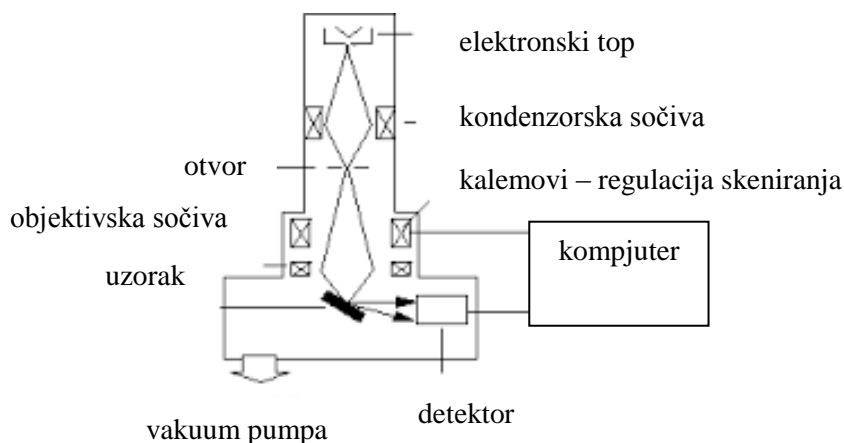 elektronski top
kondenzorska sočiva
otvor
kalemovi – regulacija skeniranja
objektivska sočiva
kompjuter
uzorak
detektor
vakuum pumpa